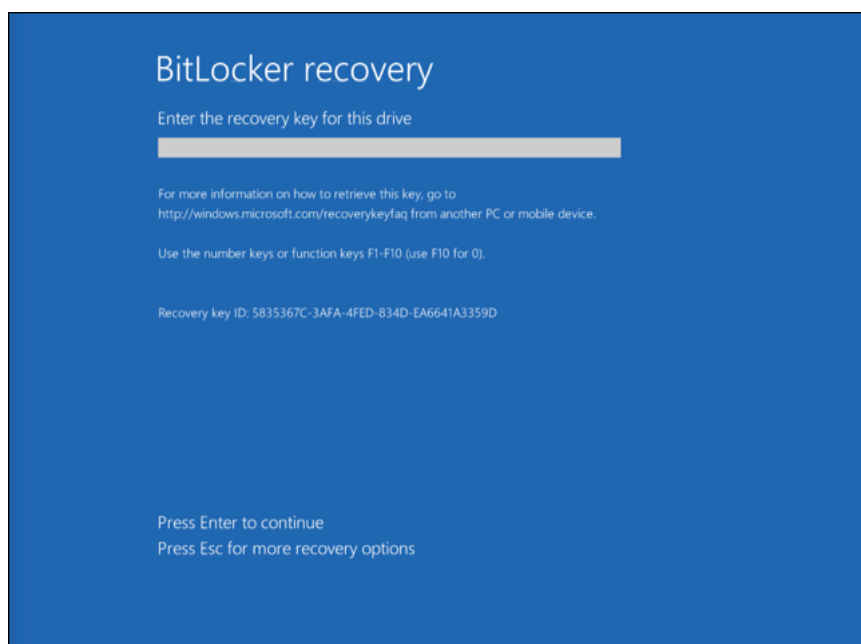 BitLocker recovery
Enter the recovery key for this drive
For more information on how to retrieve this key, go to
http://windows.microsoft.com/recoverykeyfaq from another PC or mobile device.
Use the number keys or function keys F1-F10 (use F10 for 0).
Recovery key ID: 5835367C-3AFA-4FED-834D-EA6641A3359D
Press Enter to continue
Press Esc for more recovery options